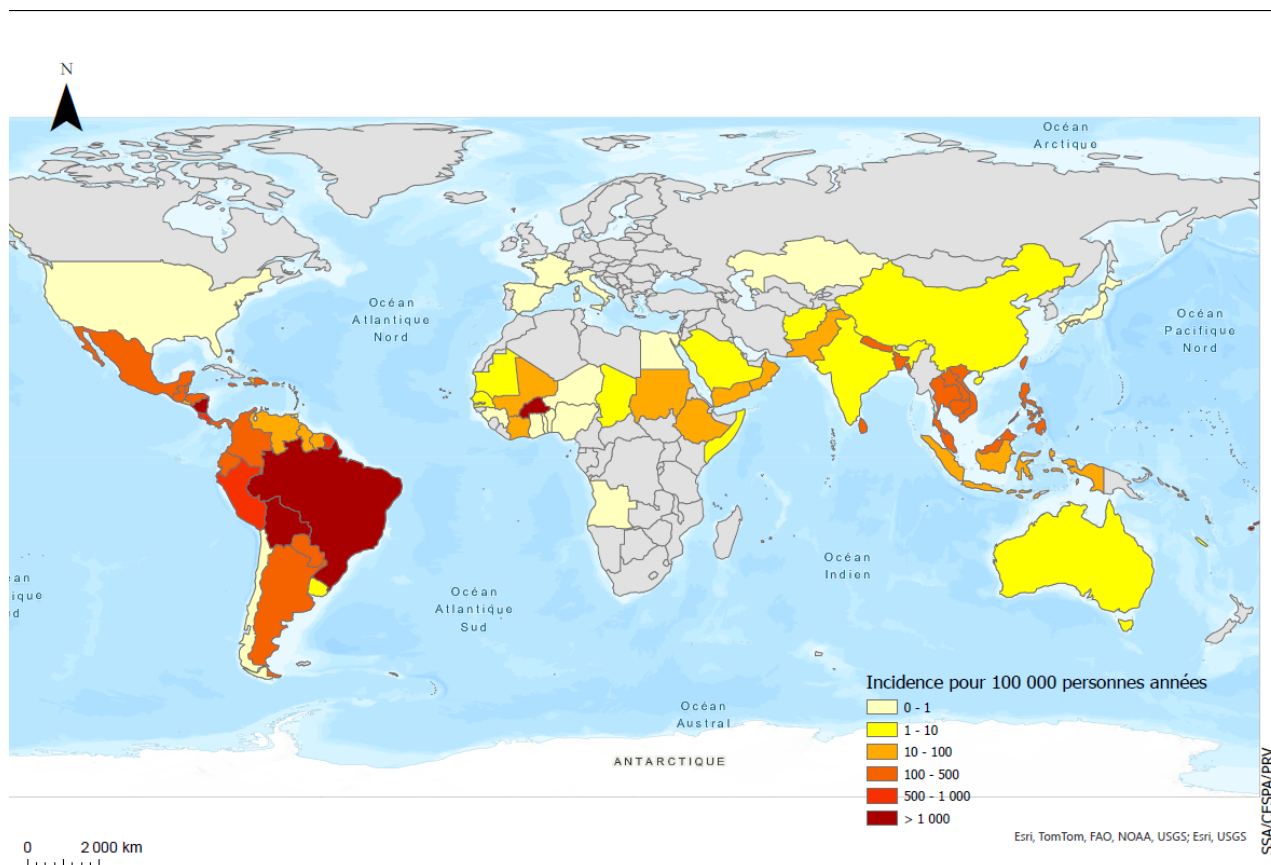 N
Océan
Arctique
Océan
Atlantique
Nord
Océan
Pacifique
Nord
Océan
Indien
Océan
Atlantique
Sud
Océan
Austral
ANTARCTIQUE
Incidence pour 100 000 personnes années
0 - 1
1 - 10
10 - 100
100 - 500
500 - 1 000
> 1 000
Esri, TomTom, FAO, NOAA, USGS; Esri, USGS
SSA/CESPA/PRV
0 2 000 km